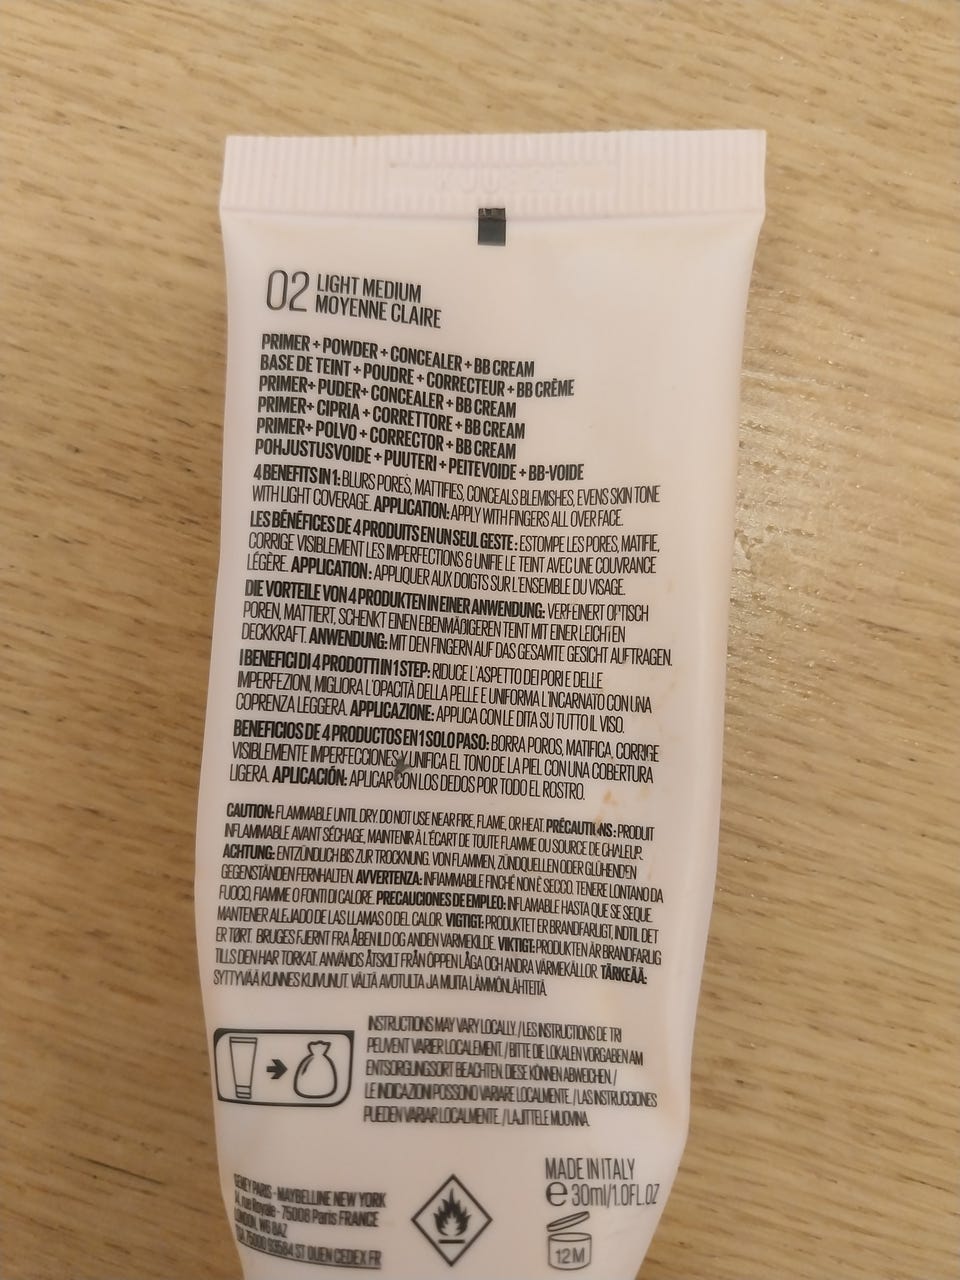 02 LIGHT MEDIUM
MOYENNE CLAIRE
PRIMER + POWDER + CONCEALER + BB CREAM
BASE DE TEINT + POUDRE + CORRECTEUR + BB CRÈME
PRIMER+ PUDER+ CONCEALER + BB CREAM
PRIMER+ CIPRIA + CORRETTORE + BB CREAM
PRIMER+ POLVO + CORRECTOR + BB CREAM
POHJUSTUSVOIDE + PUUTERI + PEITEVOIDE + BB-VOIDE
4 BENEFITS IN 1: BLURS PORES, MATTIFIES, CONCEALS BLEMISHES, EVENS SKIN TONE
WITH LIGHT COVERAGE. APPLICATION: APPLY WITH FINGERS ALL OVER FACE.
LES BÉNÉFICES DE 4 PRODUITS EN UN SEUL GESTE : ESTOMPE LES PORES, MATIFIE,
CORRIGE VISIBLEMENT LES IMPERFECTIONS & UNIFIE LE TEINT AVEC UNE COUVRANCE
LÉGÈRE. APPLICATION : APPLIQUER AUX DOIGTS SUR L'ENSEMBLE DU VISAGE.
DIE VORTEILE VON 4 PRODUKTEN IN EINER ANWENDUNG: VERFEINERT OPTISCH
POREN, MATTIERT, SCHENKT EINEN EBENMÄßIGEREN TEINT MIT EINER LEICHTEN
DECKKRAFT. ANWENDUNG: MIT DEN FINGERN AUF DAS GESAMTE GESICHT AUFTRAGEN.
I BENEFICI DI 4 PRODOTTI IN 1 STEP: RIDUCE L'ASPETTO DEI PORI E DELLE
IMPERFEZIONI, MIGLIORA L'OPACITÀ DELLA PELLE E UNIFORMA L'INCARNATO CON UNA
COPRENZA LEGGERA. APPLICAZIONE: APPLICA CON LE DITA SU TUTTO IL VISO.
BENEFICIOS DE 4 PRODUCTOS EN 1 SOLO PASO: BORRA POROS, MATIFICA, CORRIGE
VISIBLEMENTE IMPERFECCIONES Y UNIFICA EL TONO DE LA PIEL CON UNA COBERTURA
LIGERA. APLICACIÓN: APLICAR CON LOS DEDOS POR TODO EL ROSTRO.
CAUTION: FLAMMABLE UNTIL DRY. DO NOT USE NEAR FIRE, FLAME, OR HEAT. PRÉCAUTIONS : PRODUIT
INFLAMMABLE AVANT SÉCHAGE, MAINTENIR À L'ÉCART DE TOUTE FLAMME OU SOURCE DE CHALEUR.
ACHTUNG: ENTZÜNDLICH BIS ZUR TROCKNUNG. VON FLAMMEN, ZÜNDQUELLEN ODER GLÜHENDEN
GEGENSTÄNDEN FERNHALTEN. AVVERTENZA: INFIAMMABILE FINCHÉ NON È SECCO. TENERE LONTANO DA
FUOCO, FIAMME O FONTI DI CALORE. PRECAUCIONES DE EMPLEO: INFLAMABLE HASTA QUE SE SEQUE.
MANTENER ALEJADO DE LAS LLAMAS O DEL CALOR. VIGTIGT: PRODUKTET ER BRANDFARLIGT, INDTIL DET
ER TØRT. BRUGES FJERNT FRA ÅBEN ILD OG ANDEN VARMEKILDE. VIKTIGT: PRODUKTEN ÄR BRANDFARLIG
TILLS DEN HAR TORKAT. ANVÄNDS ÅTSKILT FRÅN ÖPPEN LÅGA OCH ANDRA VÄRMEKÄLLOR. TÄRKEÄÄ:
SYTTYVÄÄ KUNNES KUIVUNUT. VÄLTÄ AVOTULTA JA MUITA LÄMMÖNLÄHTEITÄ.
INSTRUCTIONS MAY VARY LOCALLY. / LES INSTRUCTIONS DE TRI
PEUVENT VARIER LOCALEMENT. / BITTE DIE LOKALEN VORGABEN AM
ENTSORGUNGSORT BEACHTEN. DIESE KÖNNEN ABWEICHEN. /
LE INDICAZIONI POSSONO VARIARE LOCALMENTE. / LAS INSTRUCCIONES
PUEDEN VARIAR LOCALMENTE. / LAJITTELE MUOVINA.
GEMEY PARIS - MAYBELLINE NEW YORK
rue Royale - 75008 Paris FRANCE
LONDON, W6 8AZ
93584 ST OUEN CEDEX FR
MADE IN ITALY
e 30ml/1.0FL.OZ
12M